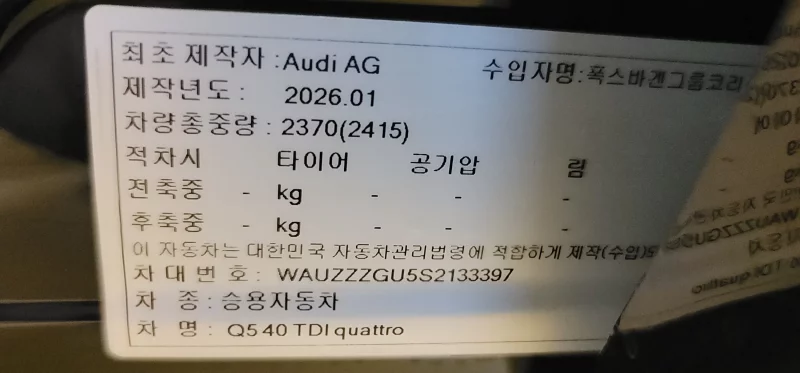 최초 제작자 :Audi AG 수입자명:폭스바겐그룹코리
제작년도 : 2026.01
차량총중량 : 2370(2415)
적차시 타이어 공기압 림
전축중 - kg - - -
후축중 - kg - - -
이 자동차는 대한민국 자동차관리법령에 적합하게 제작(수입)되
차 대 번 호 : WAUZZZGU5S2133397
차 종 : 승용자동차
차 명 : Q5 40 TDI quattro